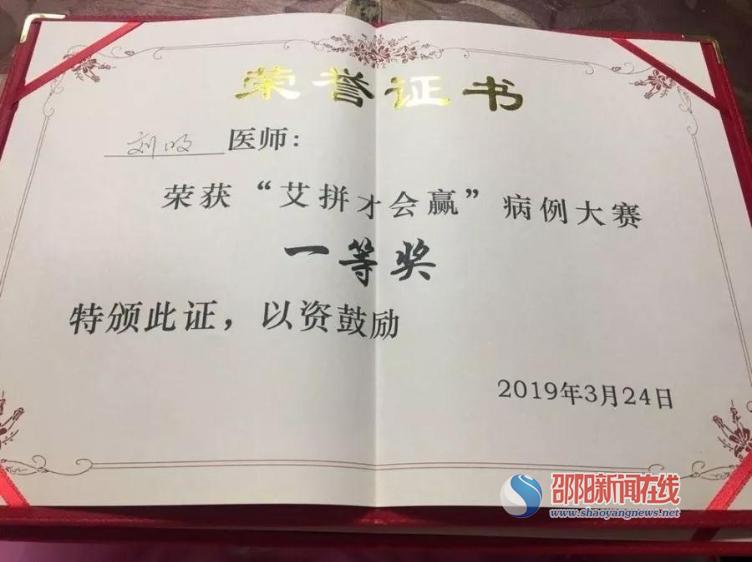 荣誉证书
刘明 医师:
荣获“艾拼才会赢”病例大赛
一等奖
特颁此证，以资鼓励
2019年3月24日
邵阳新闻在线
www.shaoyangnews.net